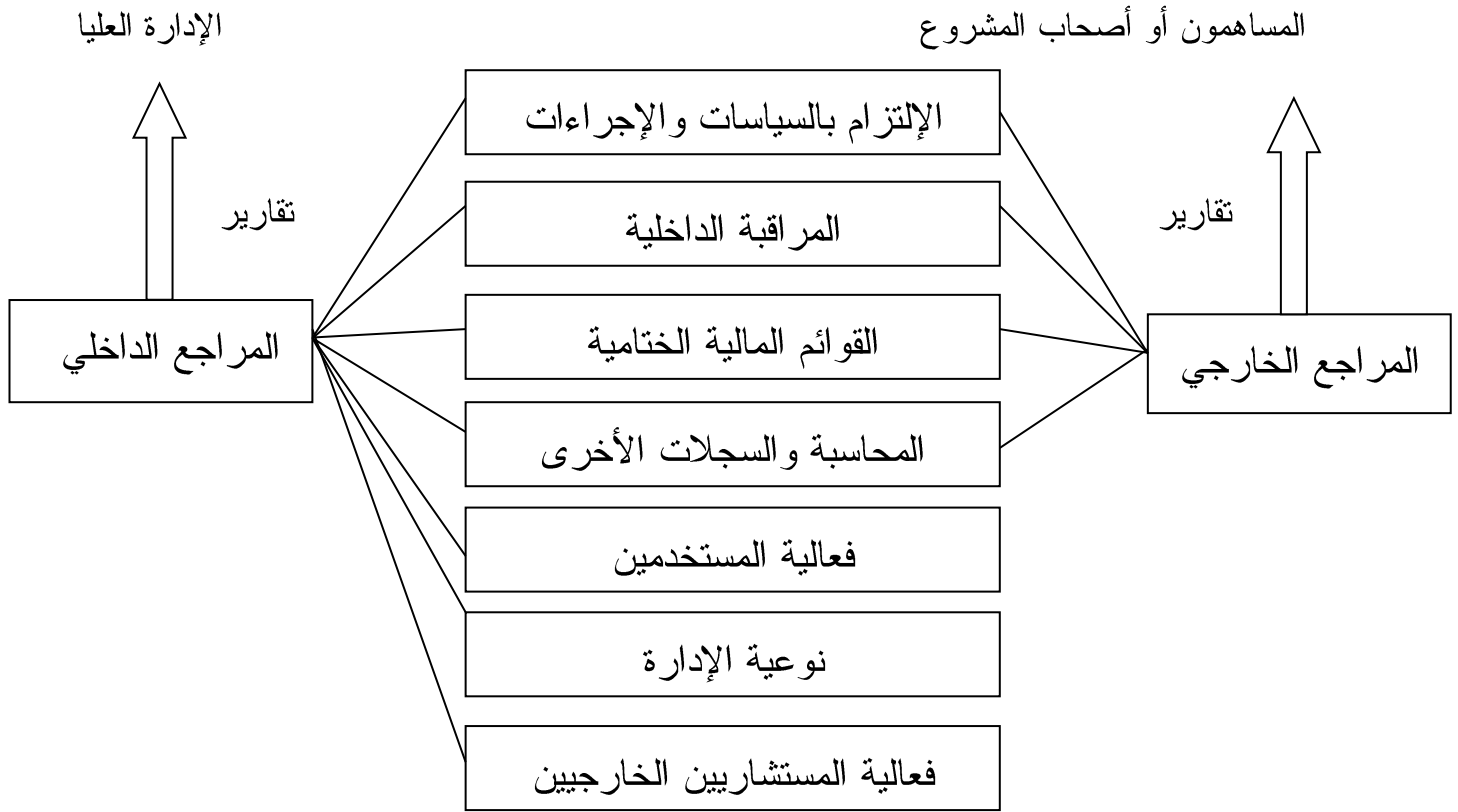 المساهمون أو أصحاب المشروع
الإدارة العليا
الإلتزام بالسياسات والإجراءات
تقارير
المراقبة الداخلية
تقارير
المراجع الخارجي
القوائم المالية الختامية
المراجع الداخلي
المحاسبة والسجلات الأخرى
فعالية المستخدمين
نوعية الإدارة
فعالية المستشاريين الخارجيين